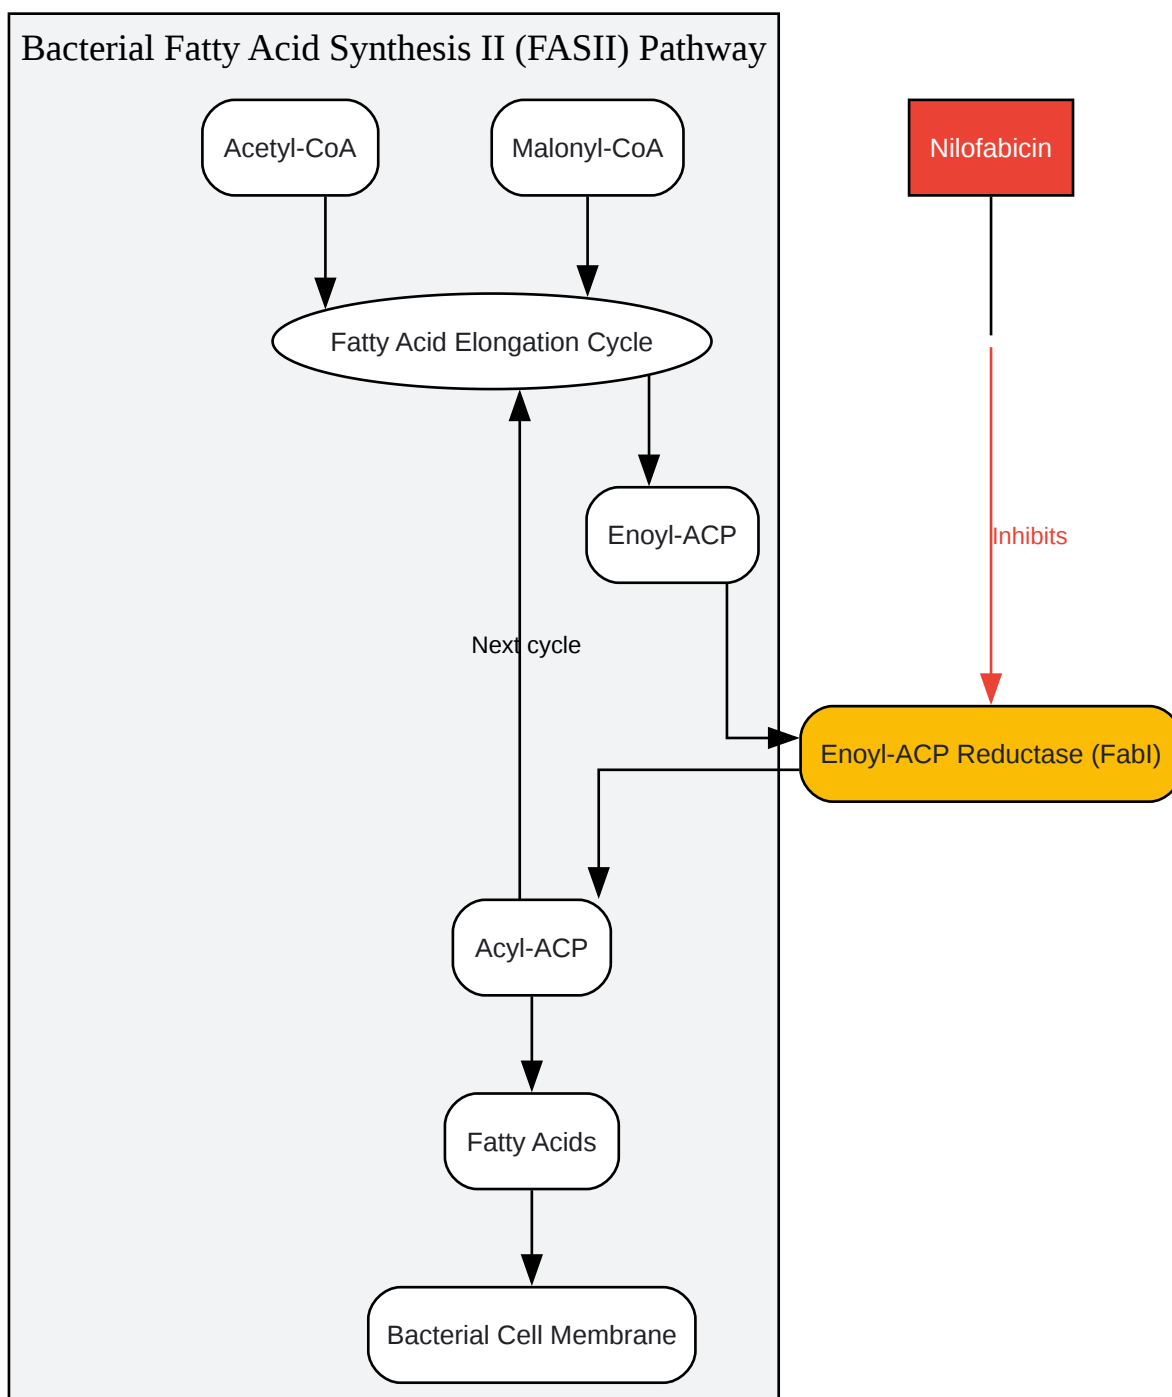 Bacterial Fatty Acid Synthesis II (FASII) Pathway
Acetyl-CoA
Malonyl-CoA
Nilofabicin
Fatty Acid Elongation Cycle
Enoyl-ACP
Inhibits
Next cycle
Enoyl-ACP Reductase (FabI)
Acyl-ACP
Fatty Acids
Bacterial Cell Membrane